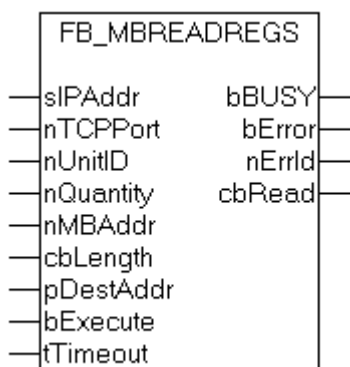 FB_MBREADREGS
sIPAddr bBUSY
nTCPPort bError
nUnitID nErrId
nQuantity cbRead
nMBAddr
cbLength
pDestAddr
bExecute
tTimeout